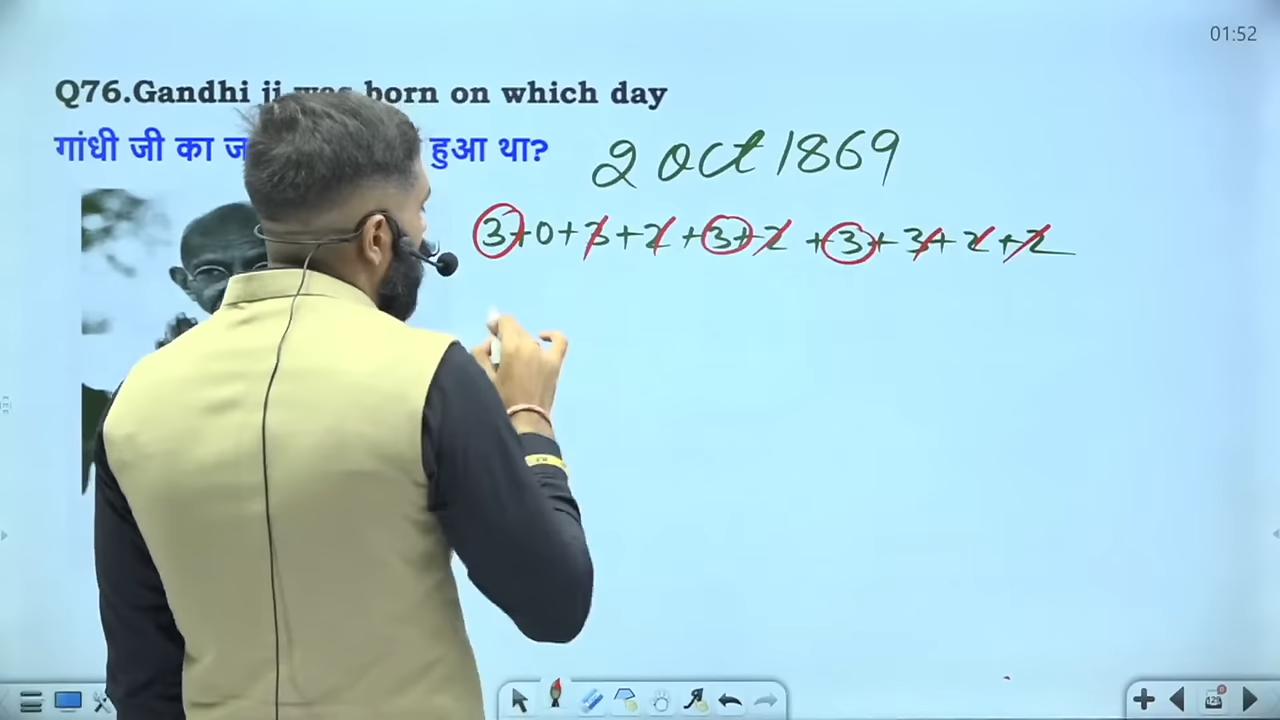 01:52
Q76.Gandhi ji was born on which day
गांधी जी का ज हुआ था?
2 Oct 1869
3+0+3+2+3+2+3+3+2+2